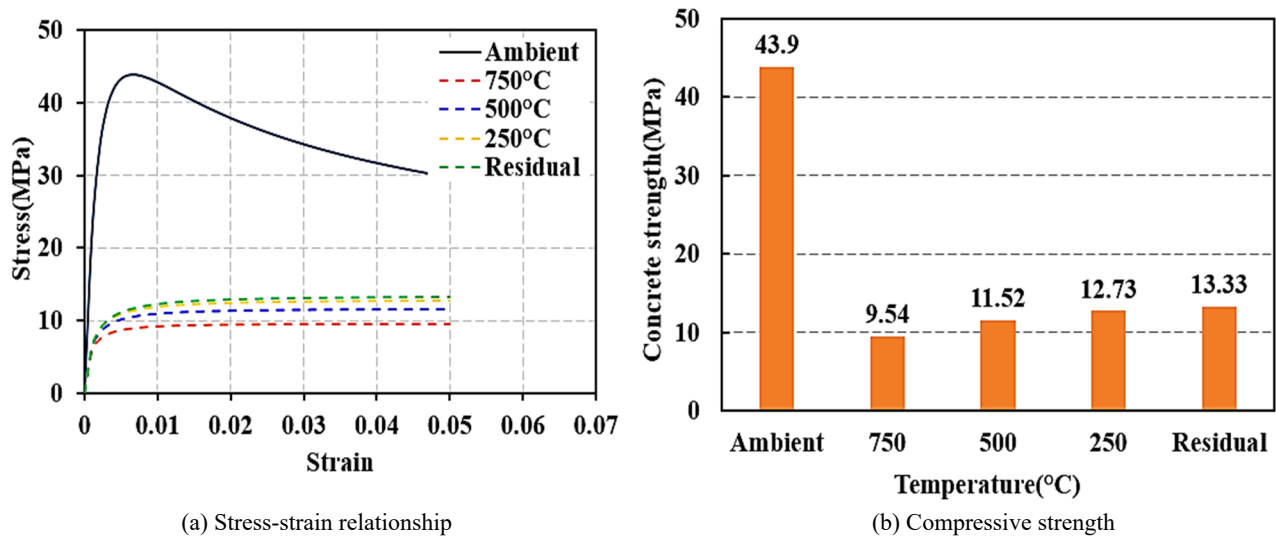 50
40
30
20
10
0
Stress(MPa)
Ambient
750°C
500°C
250°C
Residual
0 0.01 0.02 0.03 0.04 0.05 0.06 0.07
Strain
(a) Stress-strain relationship
50
40
30
20
10
0
Concrete strength(MPa)
43.9
9.54
11.52
12.73
13.33
Ambient 750 500 250 Residual
Temperature(°C)
(b) Compressive strength